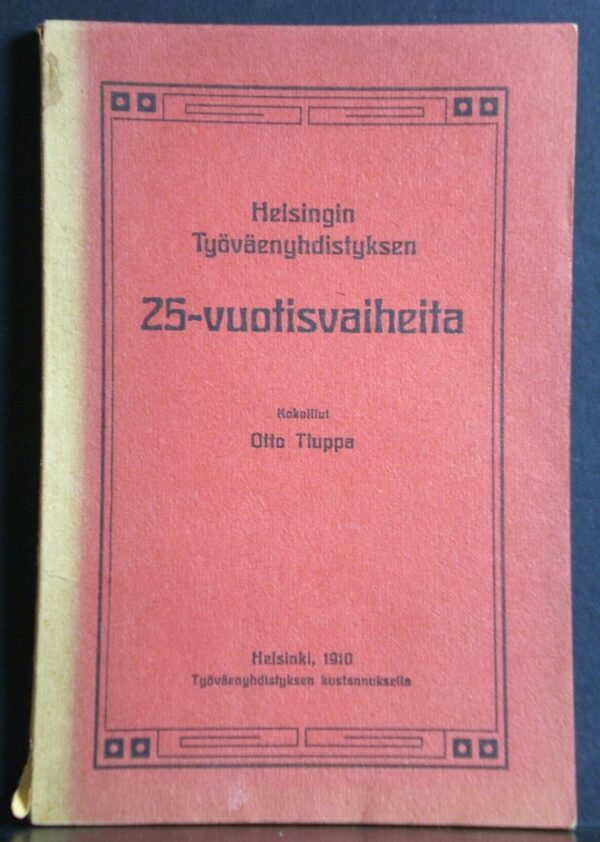 Helsingin
Työväenyhdistyksen
25-vuotisvaiheita
Kokoillut
Otto Tiuppa
Helsinki, 1910
Työväenyhdistyksen kustannuksella